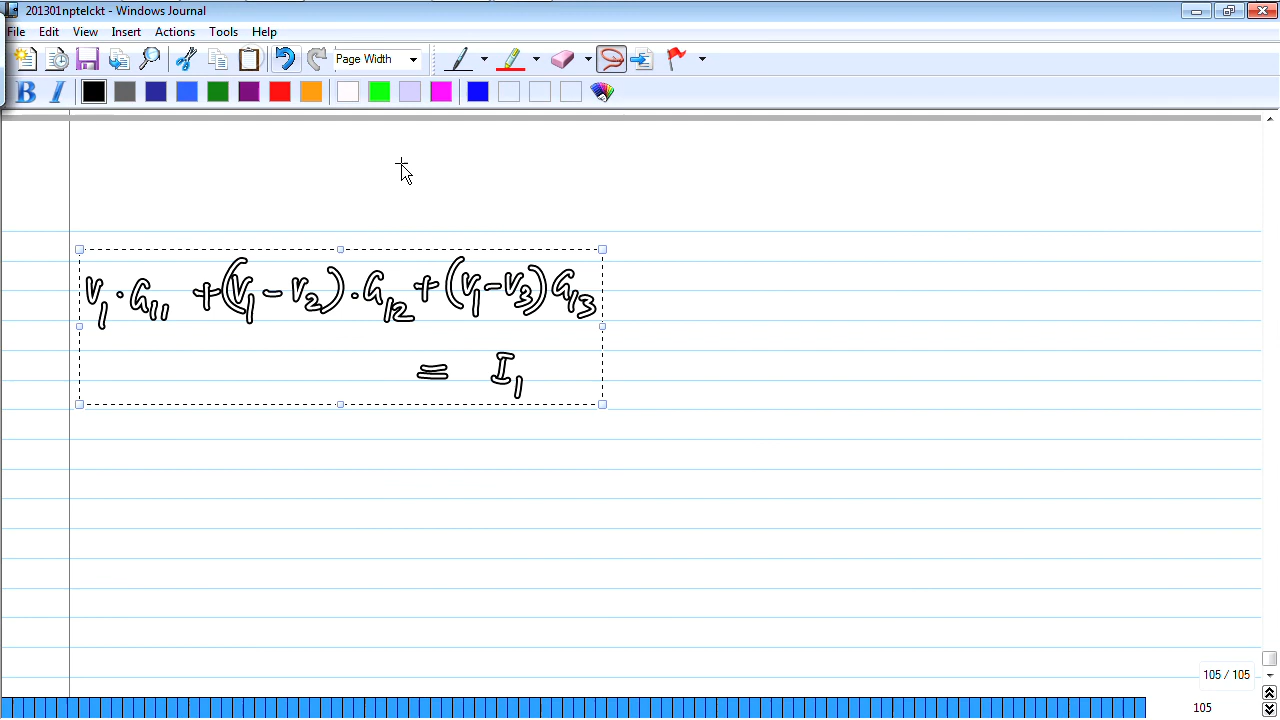 201301nptelckt - Windows Journal
File Edit View Insert Actions Tools Help
Page Width
B I
V₁ · G₁₁ + (V₁ - V₂) · G₁₂ + (V₁ - V₃) G₁₃
= I₁
105 / 105
105